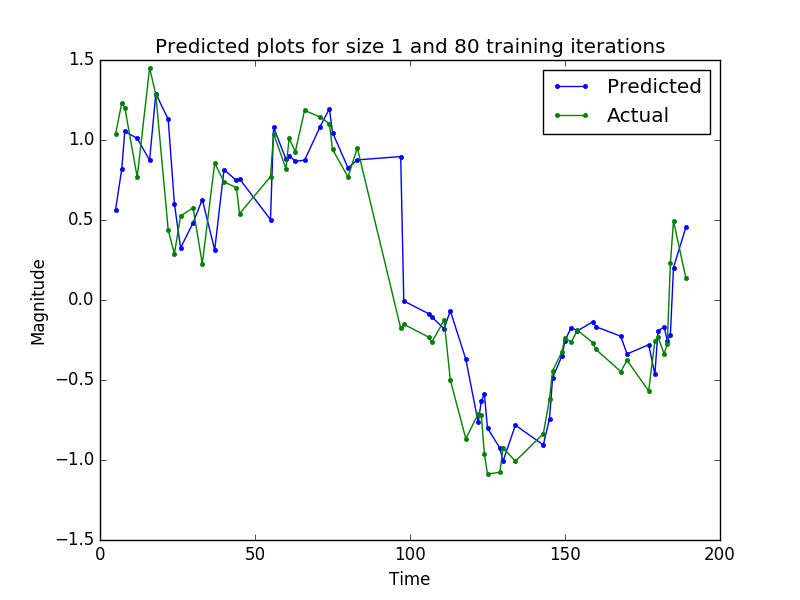 Predicted plots for size 1 and 80 training iterations
Predicted
Actual
1.5
1.0
0.5
0.0
−0.5
−1.0
−1.5
Magnitude
0
50
100
150
200
Time